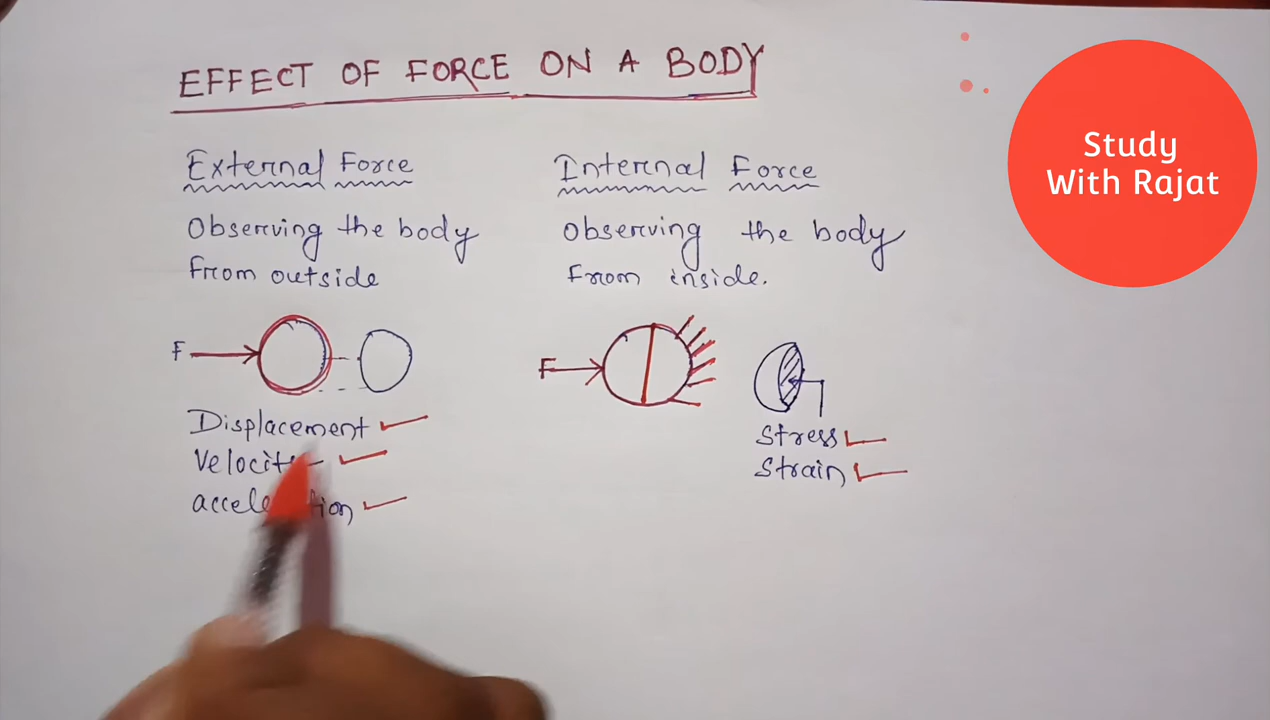 EFFECT OF FORCE ON A BODY
External Force
Observing the body
From outside
F
Displacement
Internal Force
Observing the body
From inside.
F
Stress
Strain
Study
With Rajat